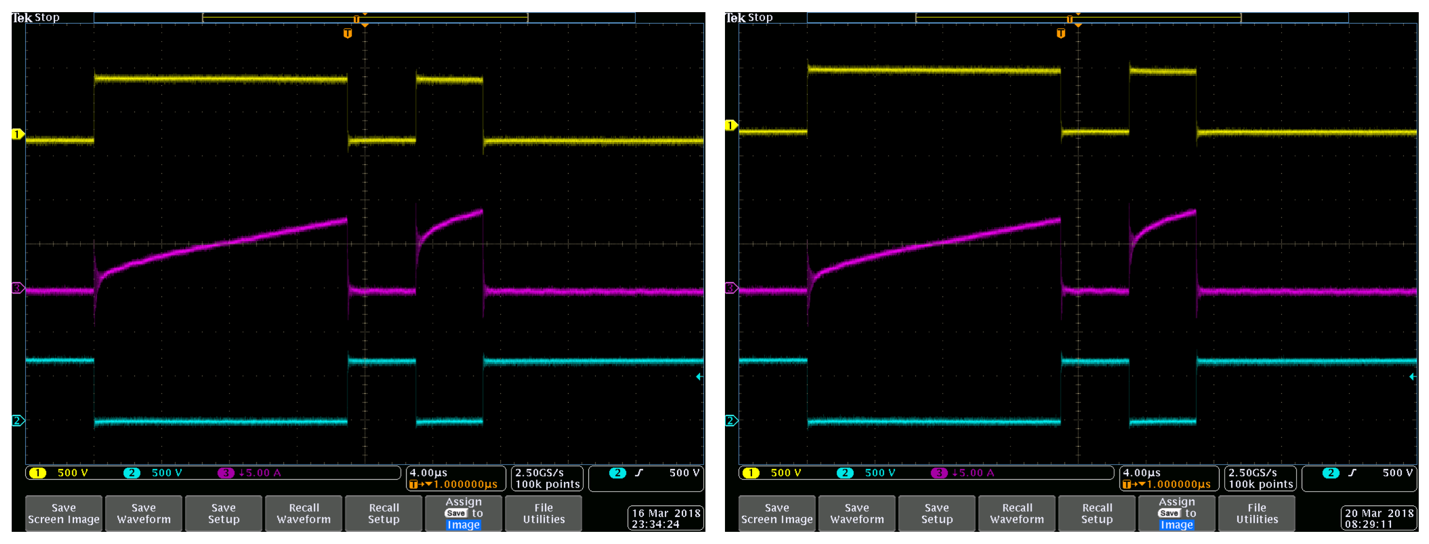 Tek Stop
T
T
1
3
2
1 500 V 2 500 V 3 ↓5.00 A 4.00µs 2.50GS/s 2 500 V
T→▼1.000000µs 100k points
Save Screen Image
Save Waveform
Save Setup
Recall Waveform
Recall Setup
Assign Save to Image
File Utilities
16 Mar 2018
23:34:24
Tek Stop
T
T
1
3
2
1 500 V 2 500 V 3 ↓5.00 A 4.00µs 2.50GS/s 2 500 V
T→▼1.000000µs 100k points
Save Screen Image
Save Waveform
Save Setup
Recall Waveform
Recall Setup
Assign Save to Image
File Utilities
20 Mar 2018
08:29:11